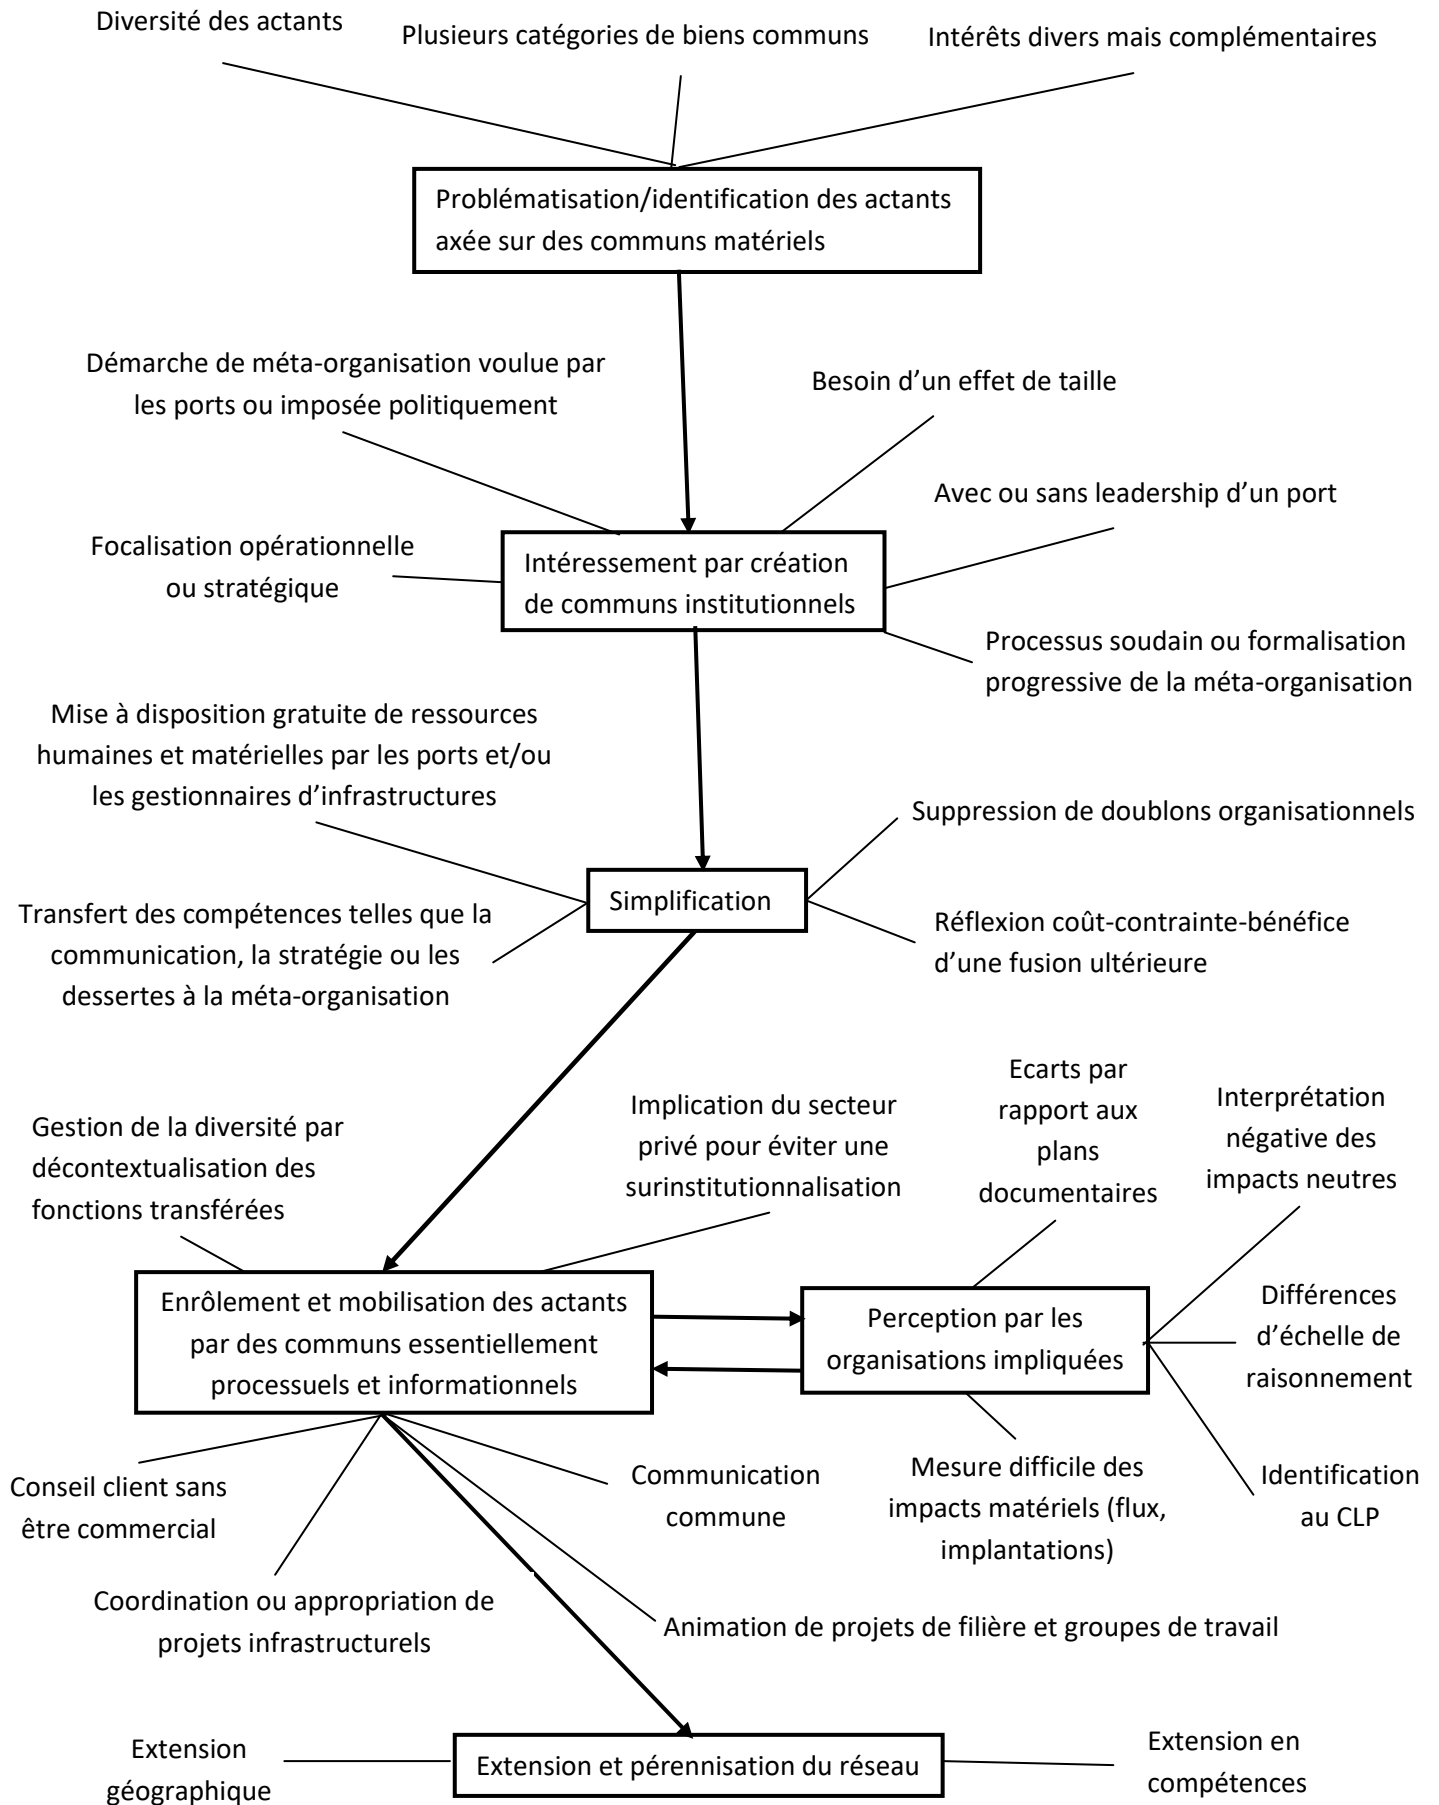 Diversité des actants
Plusieurs catégories de biens communs
Intérêts divers mais complémentaires
Problématisation/identification des actants
axée sur des communs matériels
Démarche de méta-organisation voulue par
les ports ou imposée politiquement
Besoin d’un effet de taille
Avec ou sans leadership d’un port
Focalisation opérationnelle
ou stratégique
Intéressement par création
de communs institutionnels
Processus soudain ou formalisation
progressive de la méta-organisation
Mise à disposition gratuite de ressources
humaines et matérielles par les ports et/ou
les gestionnaires d’infrastructures
Suppression de doublons organisationnels
Simplification
Transfert des compétences telles que la
communication, la stratégie ou les
dessertes à la méta-organisation
Réflexion coût-contrainte-bénéfice
d’une fusion ultérieure
Gestion de la diversité par
décontextualisation des
fonctions transférées
Implication du secteur
privé pour éviter une
surinstitutionnalisation
Ecarts par
rapport aux
plans
documentaires
Interprétation
négative des
impacts neutres
Enrôlement et mobilisation des actants
par des communs essentiellement
processuels et informationnels
Perception par les
organisations impliquées
Différences
d’échelle de
raisonnement
Conseil client sans
être commercial
Communication
commune
Mesure difficile des
impacts matériels (flux,
implantations)
Identification
au CLP
Coordination ou appropriation de
projets infrastructurels
Animation de projets de filière et groupes de travail
Extension
géographique
Extension et pérennisation du réseau
Extension en
compétences